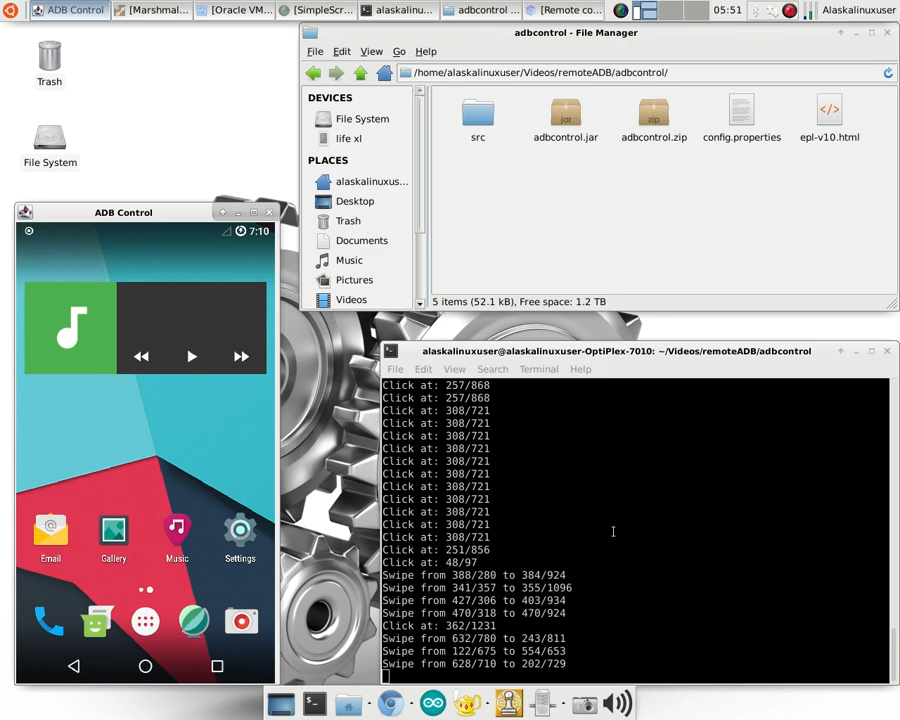 ADB Control
[Marshmal...
[Oracle VM...
[SimpleScr...
alaskalinu...
adbcontrol ...
[Remote co...
05:51
Alaskalinuxuser
Trash
File System
adbcontrol - File Manager
File Edit View Go Help
/home/alaskalinuxuser/Videos/remoteADB/adbcontrol/
DEVICES
File System
life xl
PLACES
alaskalinuxus...
Desktop
Trash
Documents
Music
Pictures
Videos
src
jar
adbcontrol.jar
zip
adbcontrol.zip
config.properties
</>
epl-v10.html
5 items (52.1 kB), Free space: 1.2 TB
ADB Control
7:10
@
Email
Gallery
Music
Settings
alaskalinuxuser@alaskalinuxuser-OptiPlex-7010: ~/Videos/remoteADB/adbcontrol
File Edit View Search Terminal Help
Click at: 257/868
Click at: 257/868
Click at: 308/721
Click at: 308/721
Click at: 308/721
Click at: 308/721
Click at: 308/721
Click at: 308/721
Click at: 308/721
Click at: 308/721
Click at: 308/721
Click at: 308/721
Click at: 308/721
Click at: 251/856
Click at: 48/97
Swipe from 388/280 to 384/924
Swipe from 341/357 to 355/1096
Swipe from 427/306 to 403/934
Swipe from 470/318 to 470/924
Click at: 362/1231
Swipe from 632/780 to 243/811
Swipe from 122/675 to 554/653
Swipe from 628/710 to 202/729